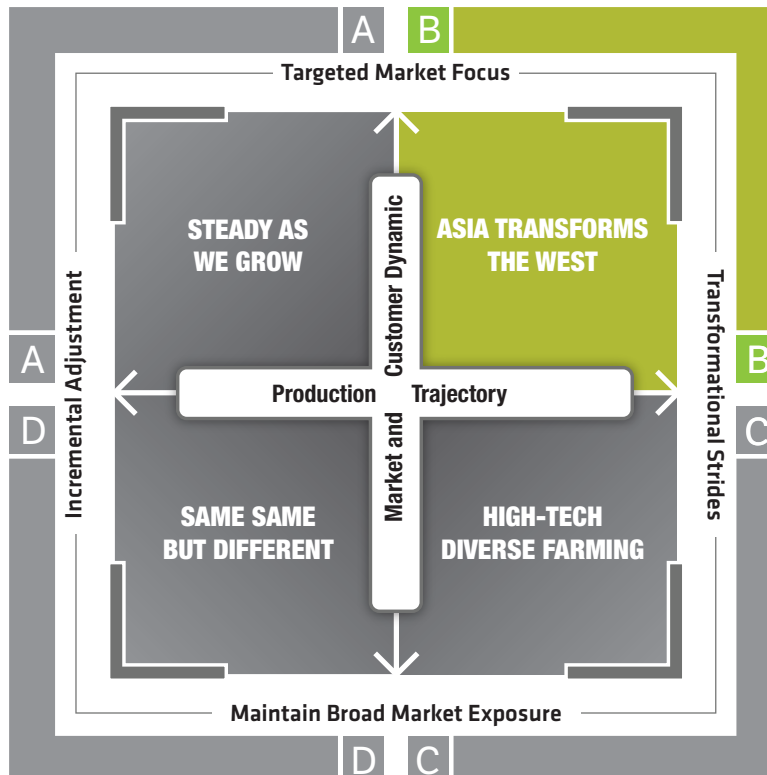 A B
Targeted Market Focus
STEADY AS
WE GROW
ASIA TRANSFORMS
THE WEST
Incremental Adjustment
Transformational Strides
Market and Customer Dynamic
Production Trajectory
A
B
D
C
SAME SAME
BUT DIFFERENT
HIGH-TECH
DIVERSE FARMING
Maintain Broad Market Exposure
D C